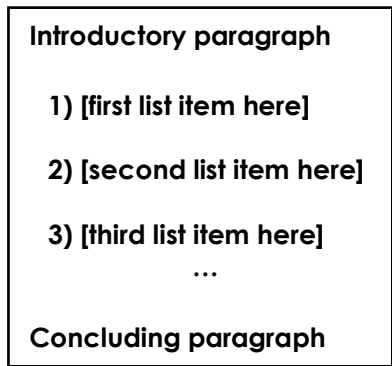 Introductory paragraph
1) [first list item here]
2) [second list item here]
3) [third list item here]
...
Concluding paragraph